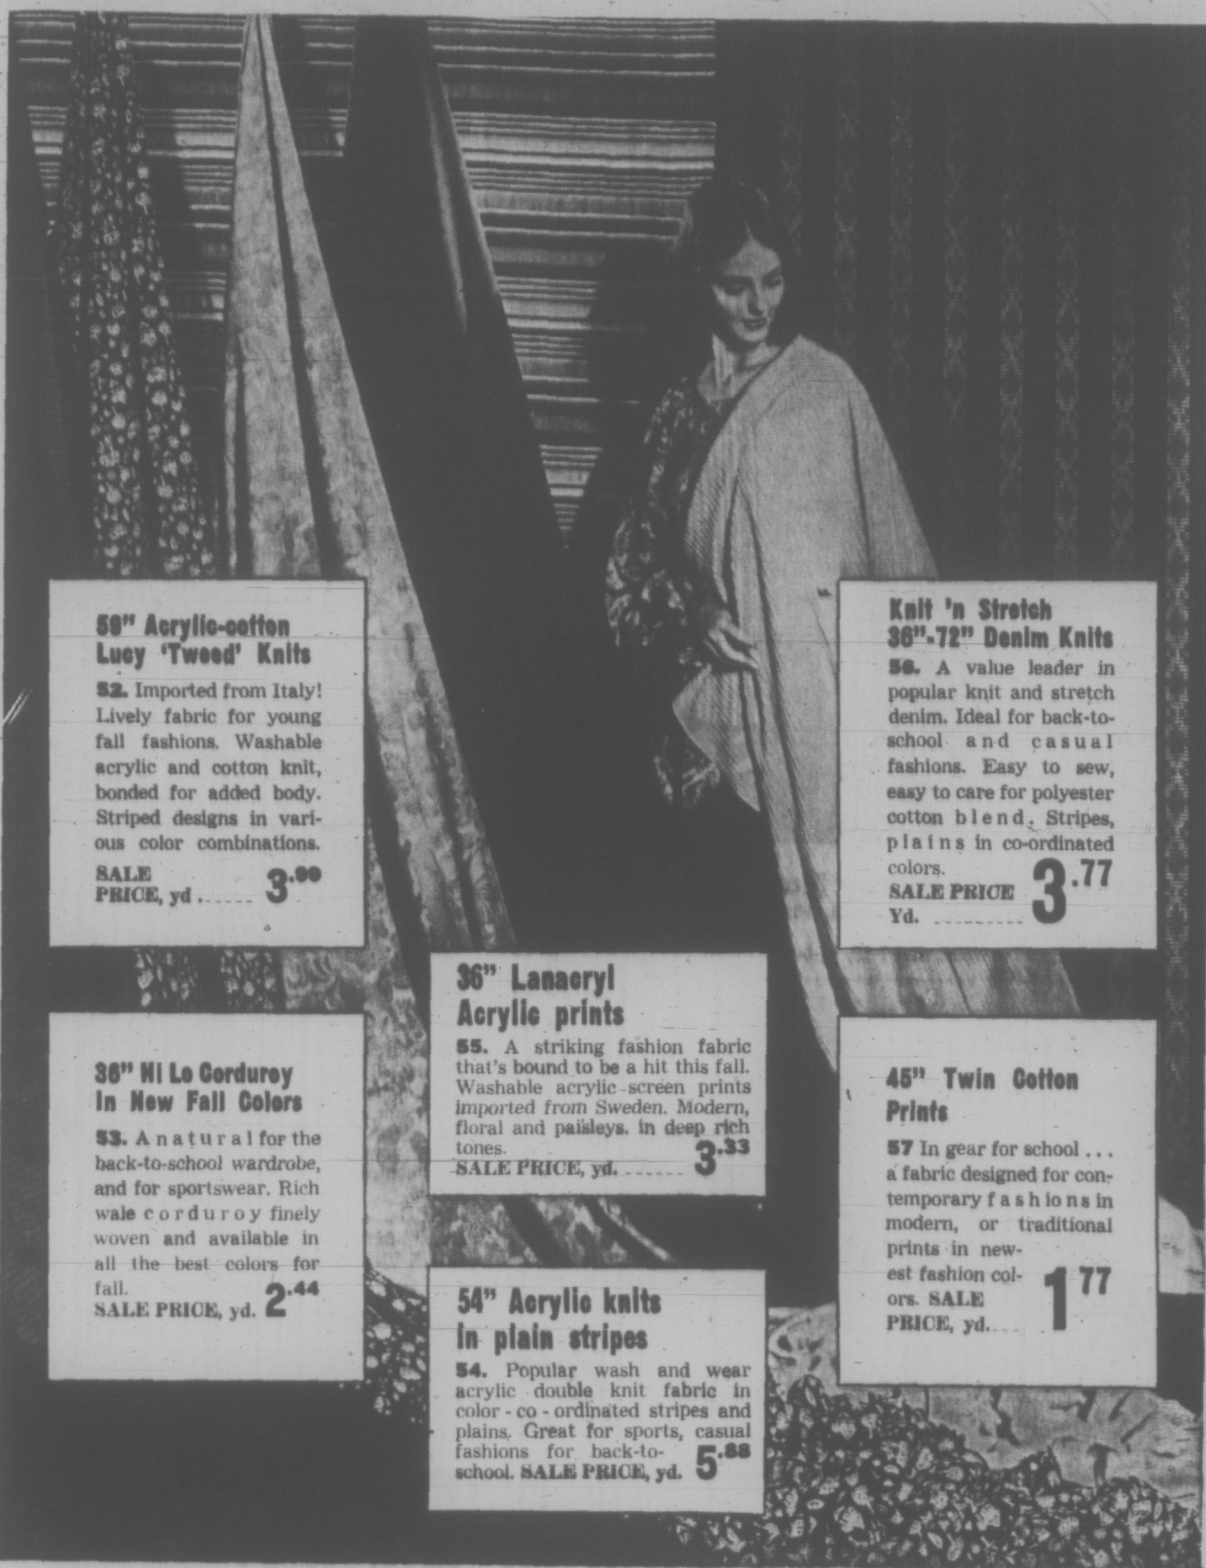 Acrylic-cotton
Lucy 'Tweed' Knits
52. Imported from Italy!
Lively fabric for young
fall fashions. Washable
acrylic and cotton knit,
bonded for added body.
Striped designs in vari-
ous color combinations.
SALE
PRICE, yd ...... 3
36" Hi Lo Corduroy
In New Fall Colors
53. A natural for the
back-to-school wardrobe,
and for sportswear. Rich
wale corduroy finely
woven and available in
all the best colors for
fall.
SALE PRICE, yd. 2.44
36" Lanacryl
Acrylic prints
55. A striking fashion fabric
that's bound to be a hit this fall.
Washable acrylic screen prints
imported from Sweden. Modern,
floral and paisleys. in deep rich
tones.
SALE PRICE, yd. ........ 3.33
54" Acrylic knits
In plain stripes
54. Popular wash and wear
acrylic double knit fabric in
color-co-ordinated stripes and
plains. Great for sports, casual
fashions for back-to-
school. SALE PRICE, yd. 5.88
Knit 'n Stretch
36"-72" Denim Knits
56. A value leader in
popular knit and stretch
denim. Ideal for back-to-
school and casual
fashions. Easy to sew,
easy to care for polyester
cotton blend. Stripes,
plains in co-ordinated
colors.
SALE PRICE 3.77
Yd. ---------
45" Twin Cotton
Prints
57 In gear for school ...
a fabric designed for con-
temporary fashions in
modern, or traditional
prints in new-
est fashion col-
ors. SALE
PRICE, yd..... 1 77